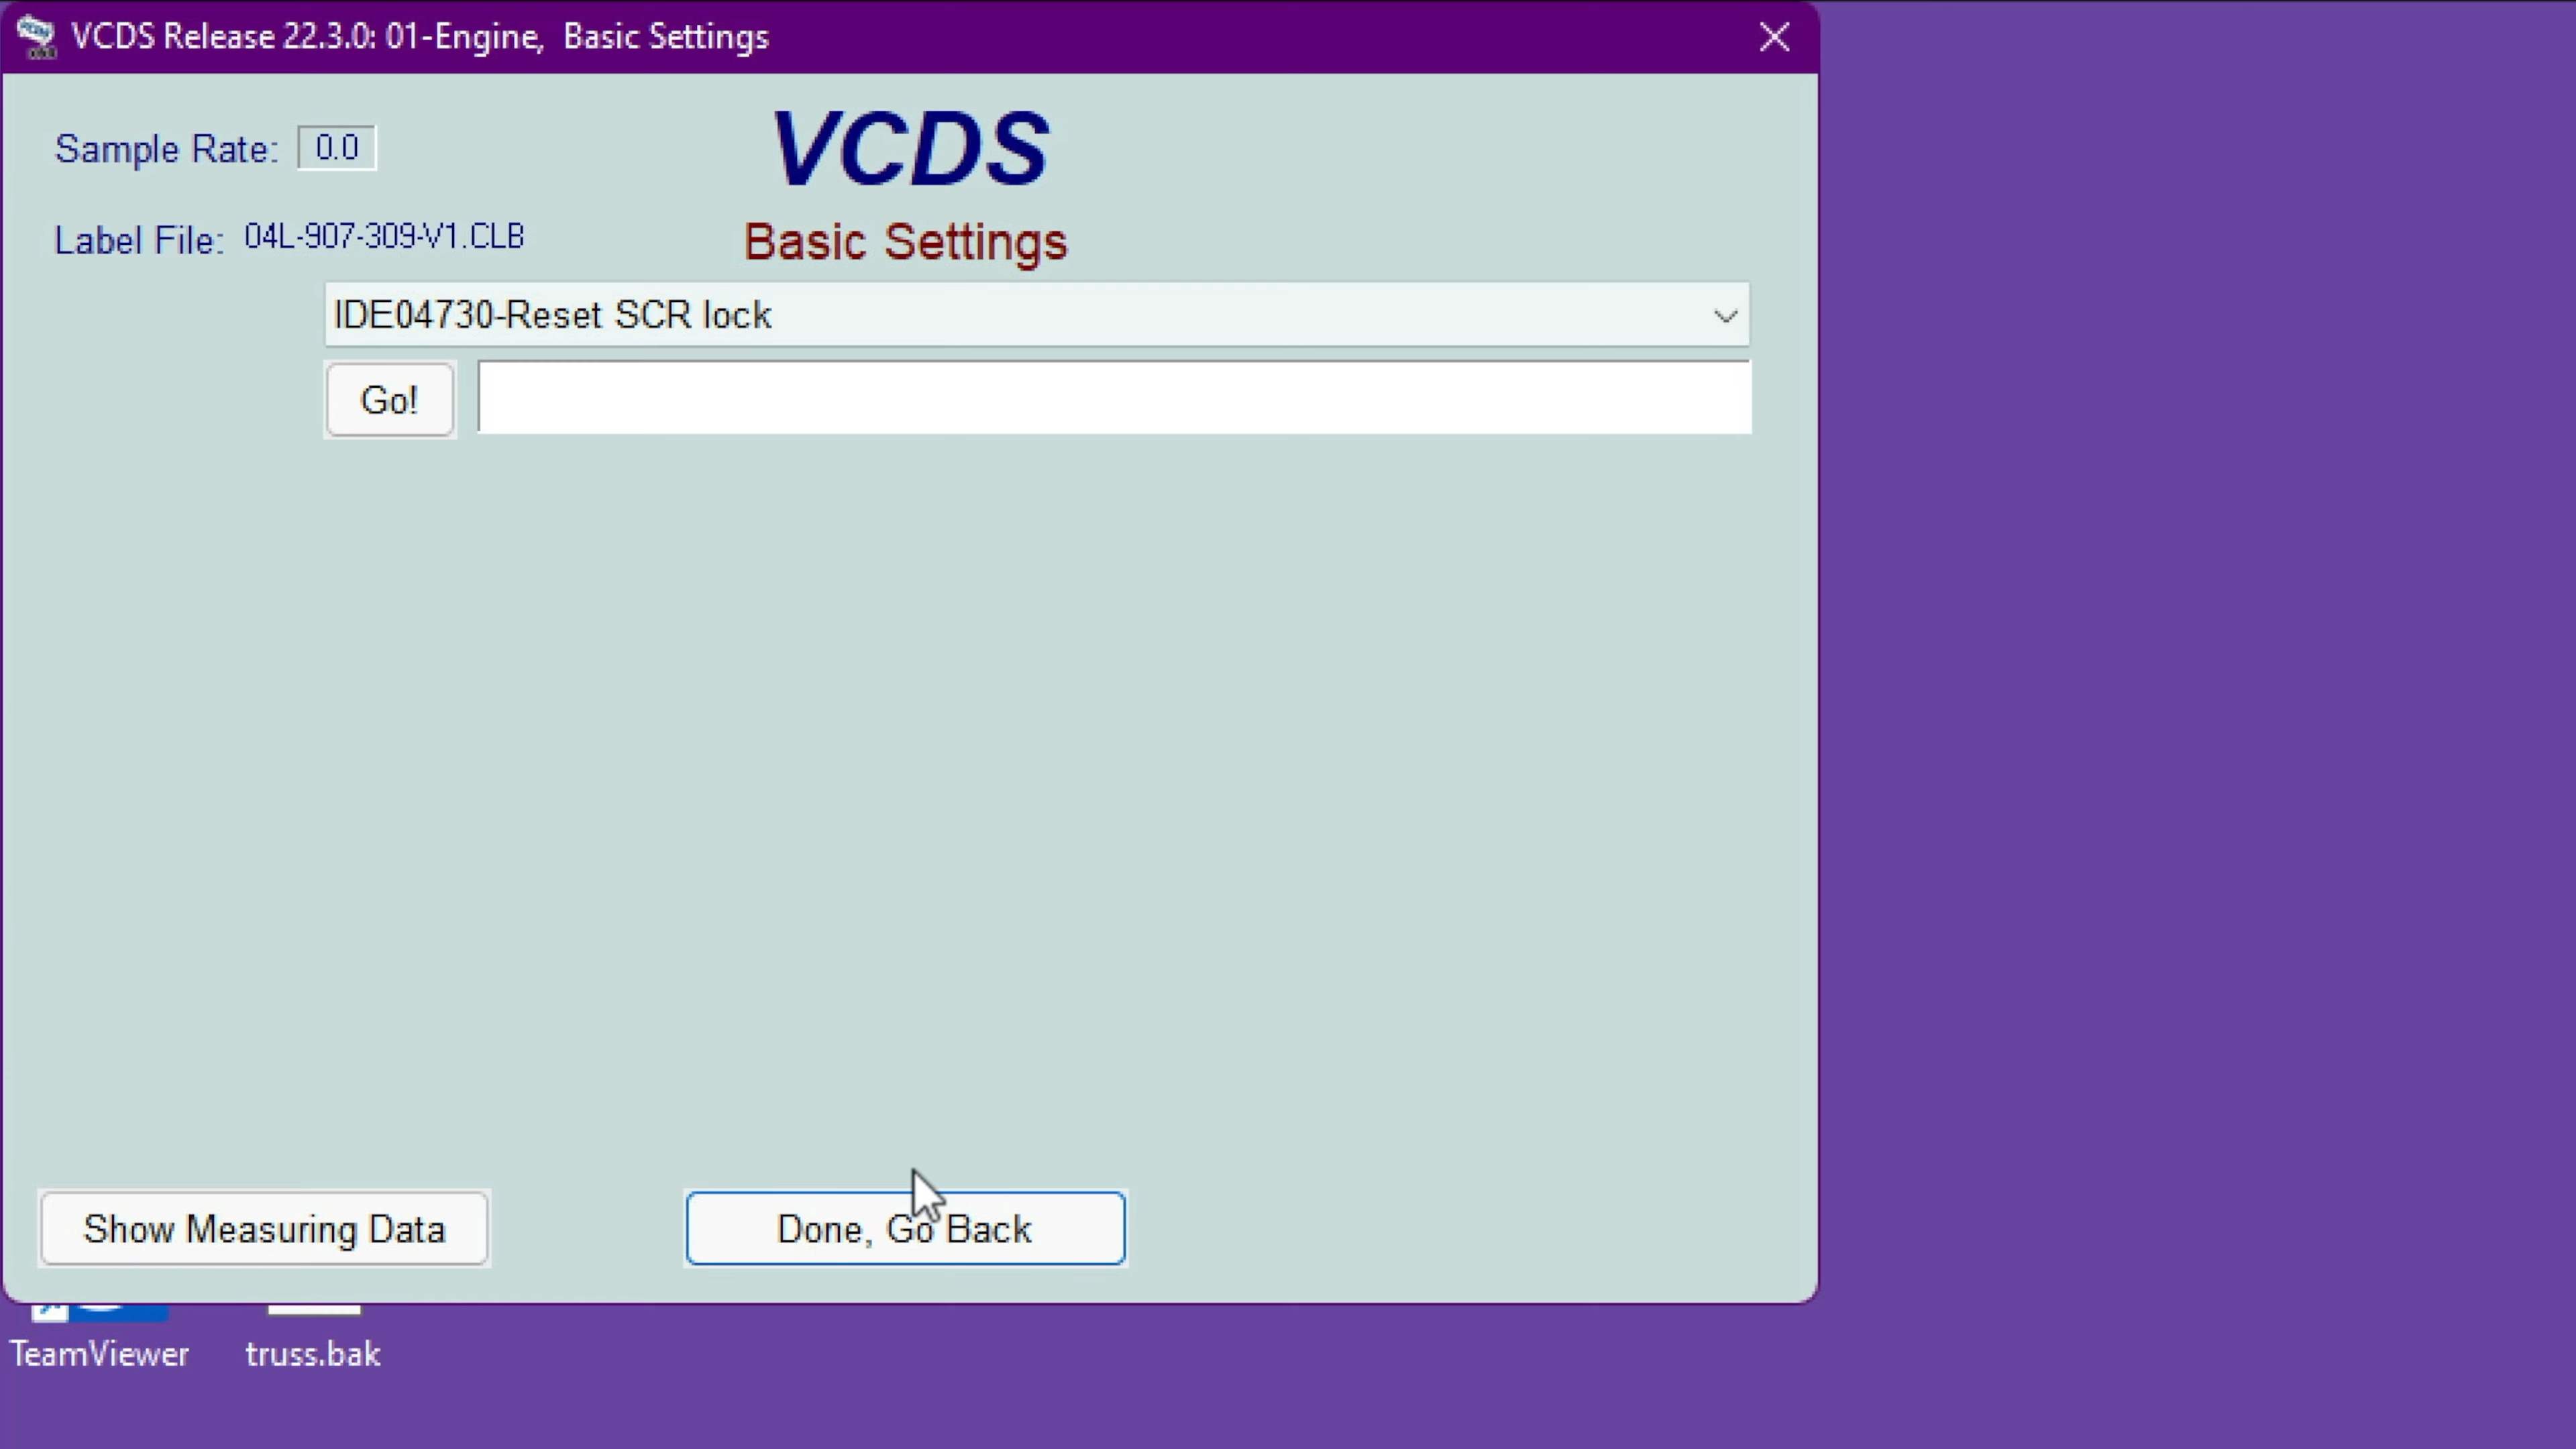 VCDS Release 22.3.0: 01-Engine, Basic Settings
Sample Rate: 0.0
VCDS
Label File: 04L-907-309-V1.CLB
Basic Settings
IDE04730-Reset SCR lock
Go!
Show Measuring Data
Done, Go Back
TeamViewer
truss.bak